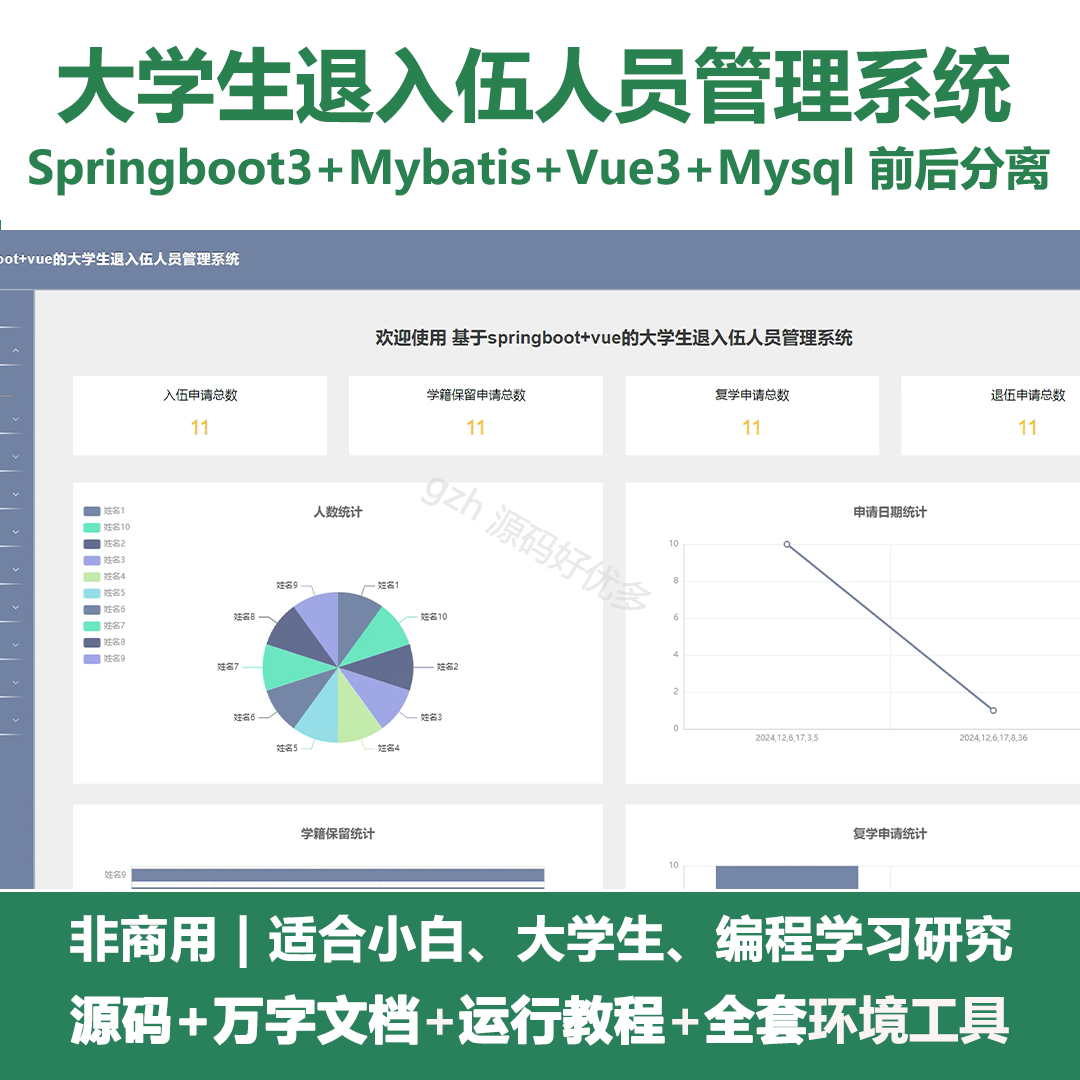 大学生退入伍人员管理系统
Springboot3+Mybatis+Vue3+Mysql 前后分离
oot+vue的大学生退入伍人员管理系统
欢迎使用 基于springboot+vue的大学生退入伍人员管理系统
入伍申请总数
11
学籍保留申请总数
11
复学申请总数
11
退伍申请总数
11
人数统计
姓名1
姓名10
姓名2
姓名3
姓名4
姓名5
姓名6
姓名7
姓名8
姓名9
姓名9
姓名1
姓名8
姓名10
姓名7
姓名2
姓名6
姓名3
姓名5
姓名4
gzh 源码好优多
申请日期统计
10
8
6
4
2
0
2024,12,6,17,3,5
2024,12,6,17,8,36
学籍保留统计
姓名9
复学申请统计
10
非商用｜适合小白、大学生、编程学习研究
源码+万字文档+运行教程+全套环境工具